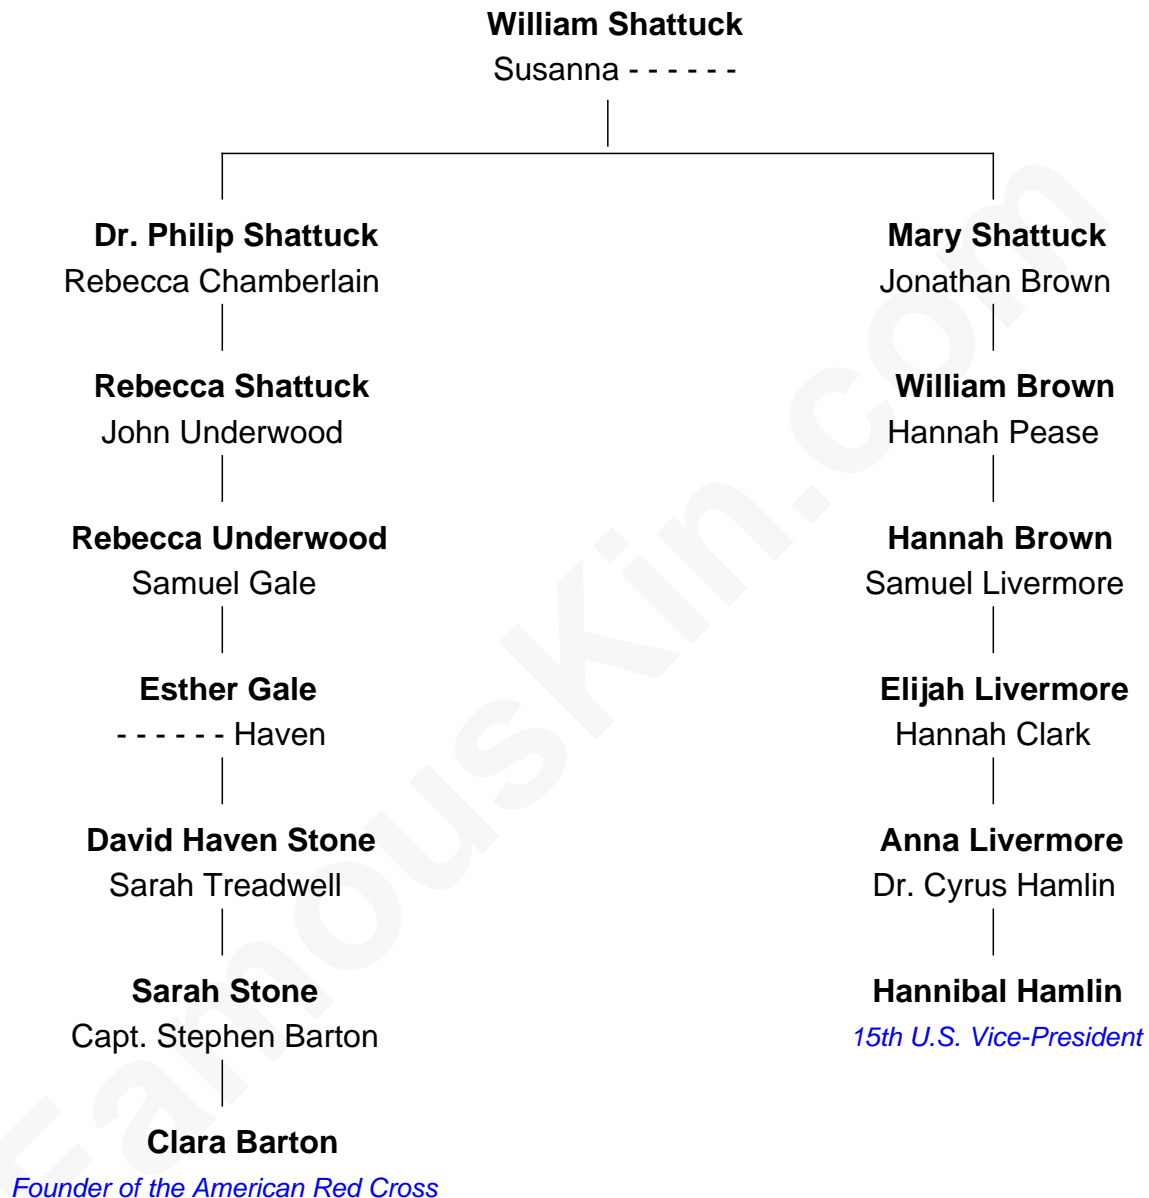 William Shattuck
Susanna - - - - - -
Dr. Philip Shattuck
Rebecca Chamberlain
Mary Shattuck
Jonathan Brown
Rebecca Shattuck
John Underwood
William Brown
Hannah Pease
Rebecca Underwood
Samuel Gale
Hannah Brown
Samuel Livermore
Esther Gale
- - - - - - Haven
Elijah Livermore
Hannah Clark
David Haven Stone
Sarah Treadwell
Anna Livermore
Dr. Cyrus Hamlin
Sarah Stone
Capt. Stephen Barton
Hannibal Hamlin
15th U.S. Vice-President
Clara Barton
Founder of the American Red Cross
FamousKin.com